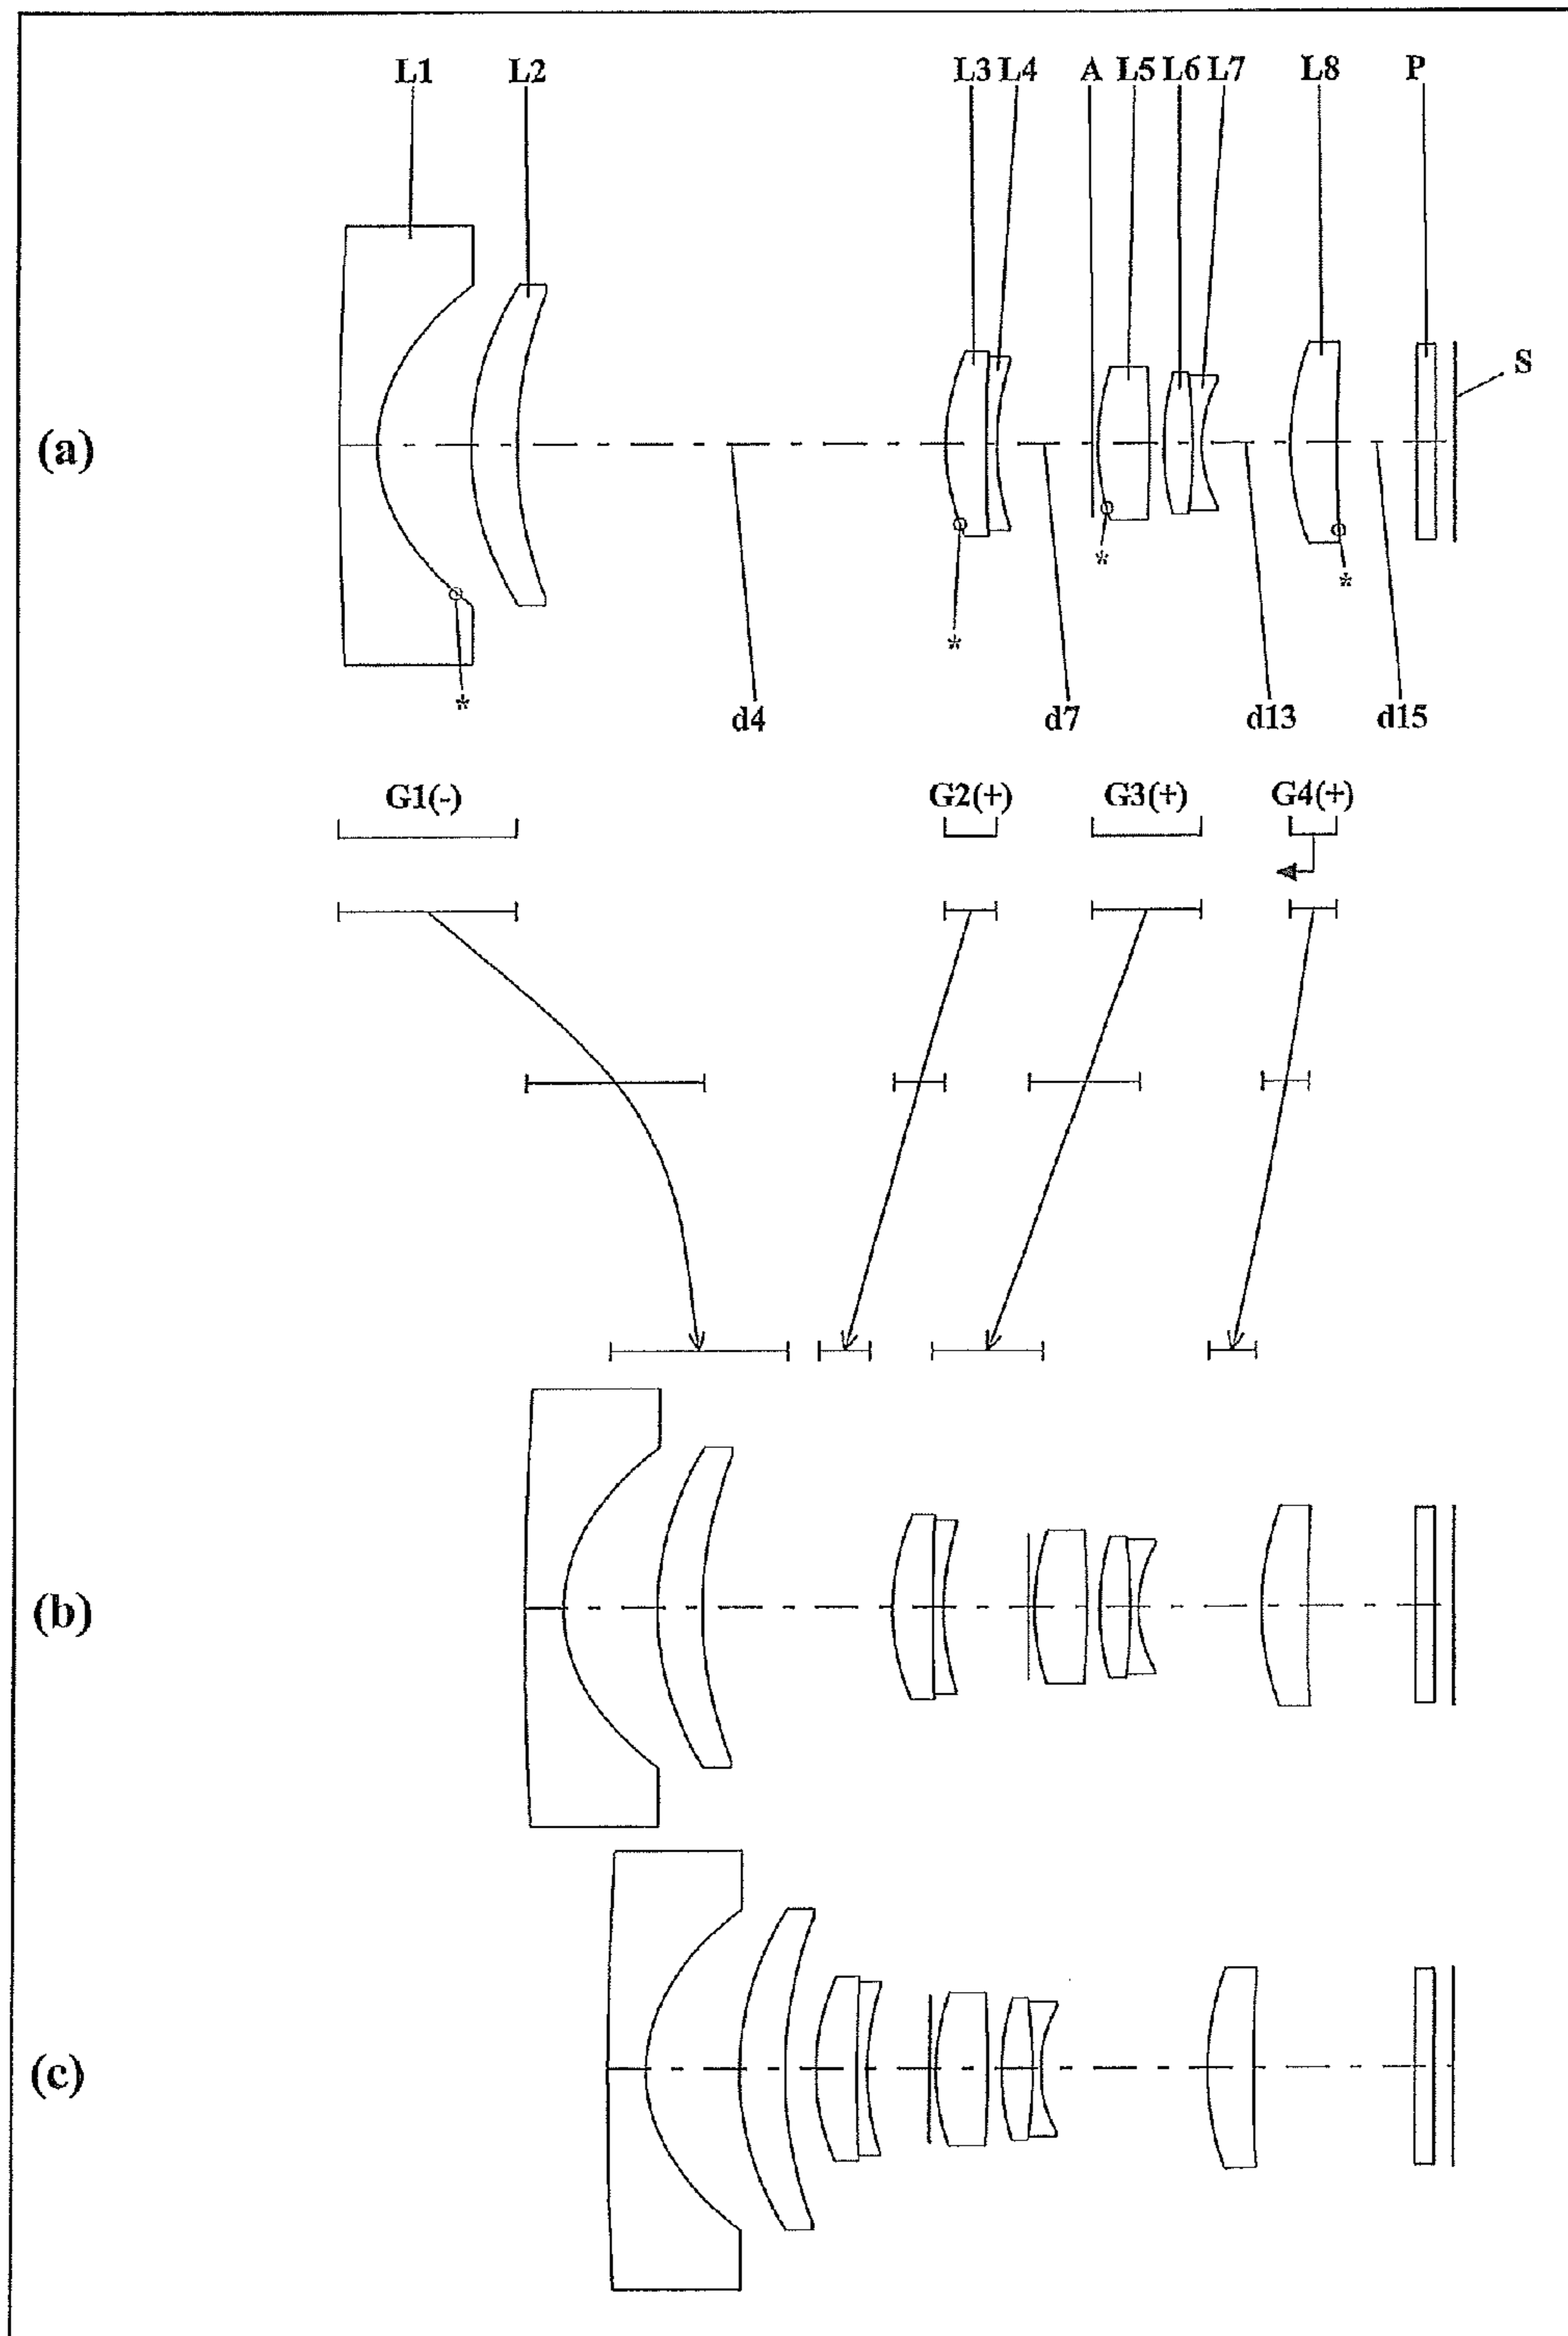 L1 L2 L3 L4 A L5 L6 L7 L8 P
S
(a)
* * * *
d4 d7 d13 d15
G1(-) G2(+) G3(+) G4(+)
(b)
(c)